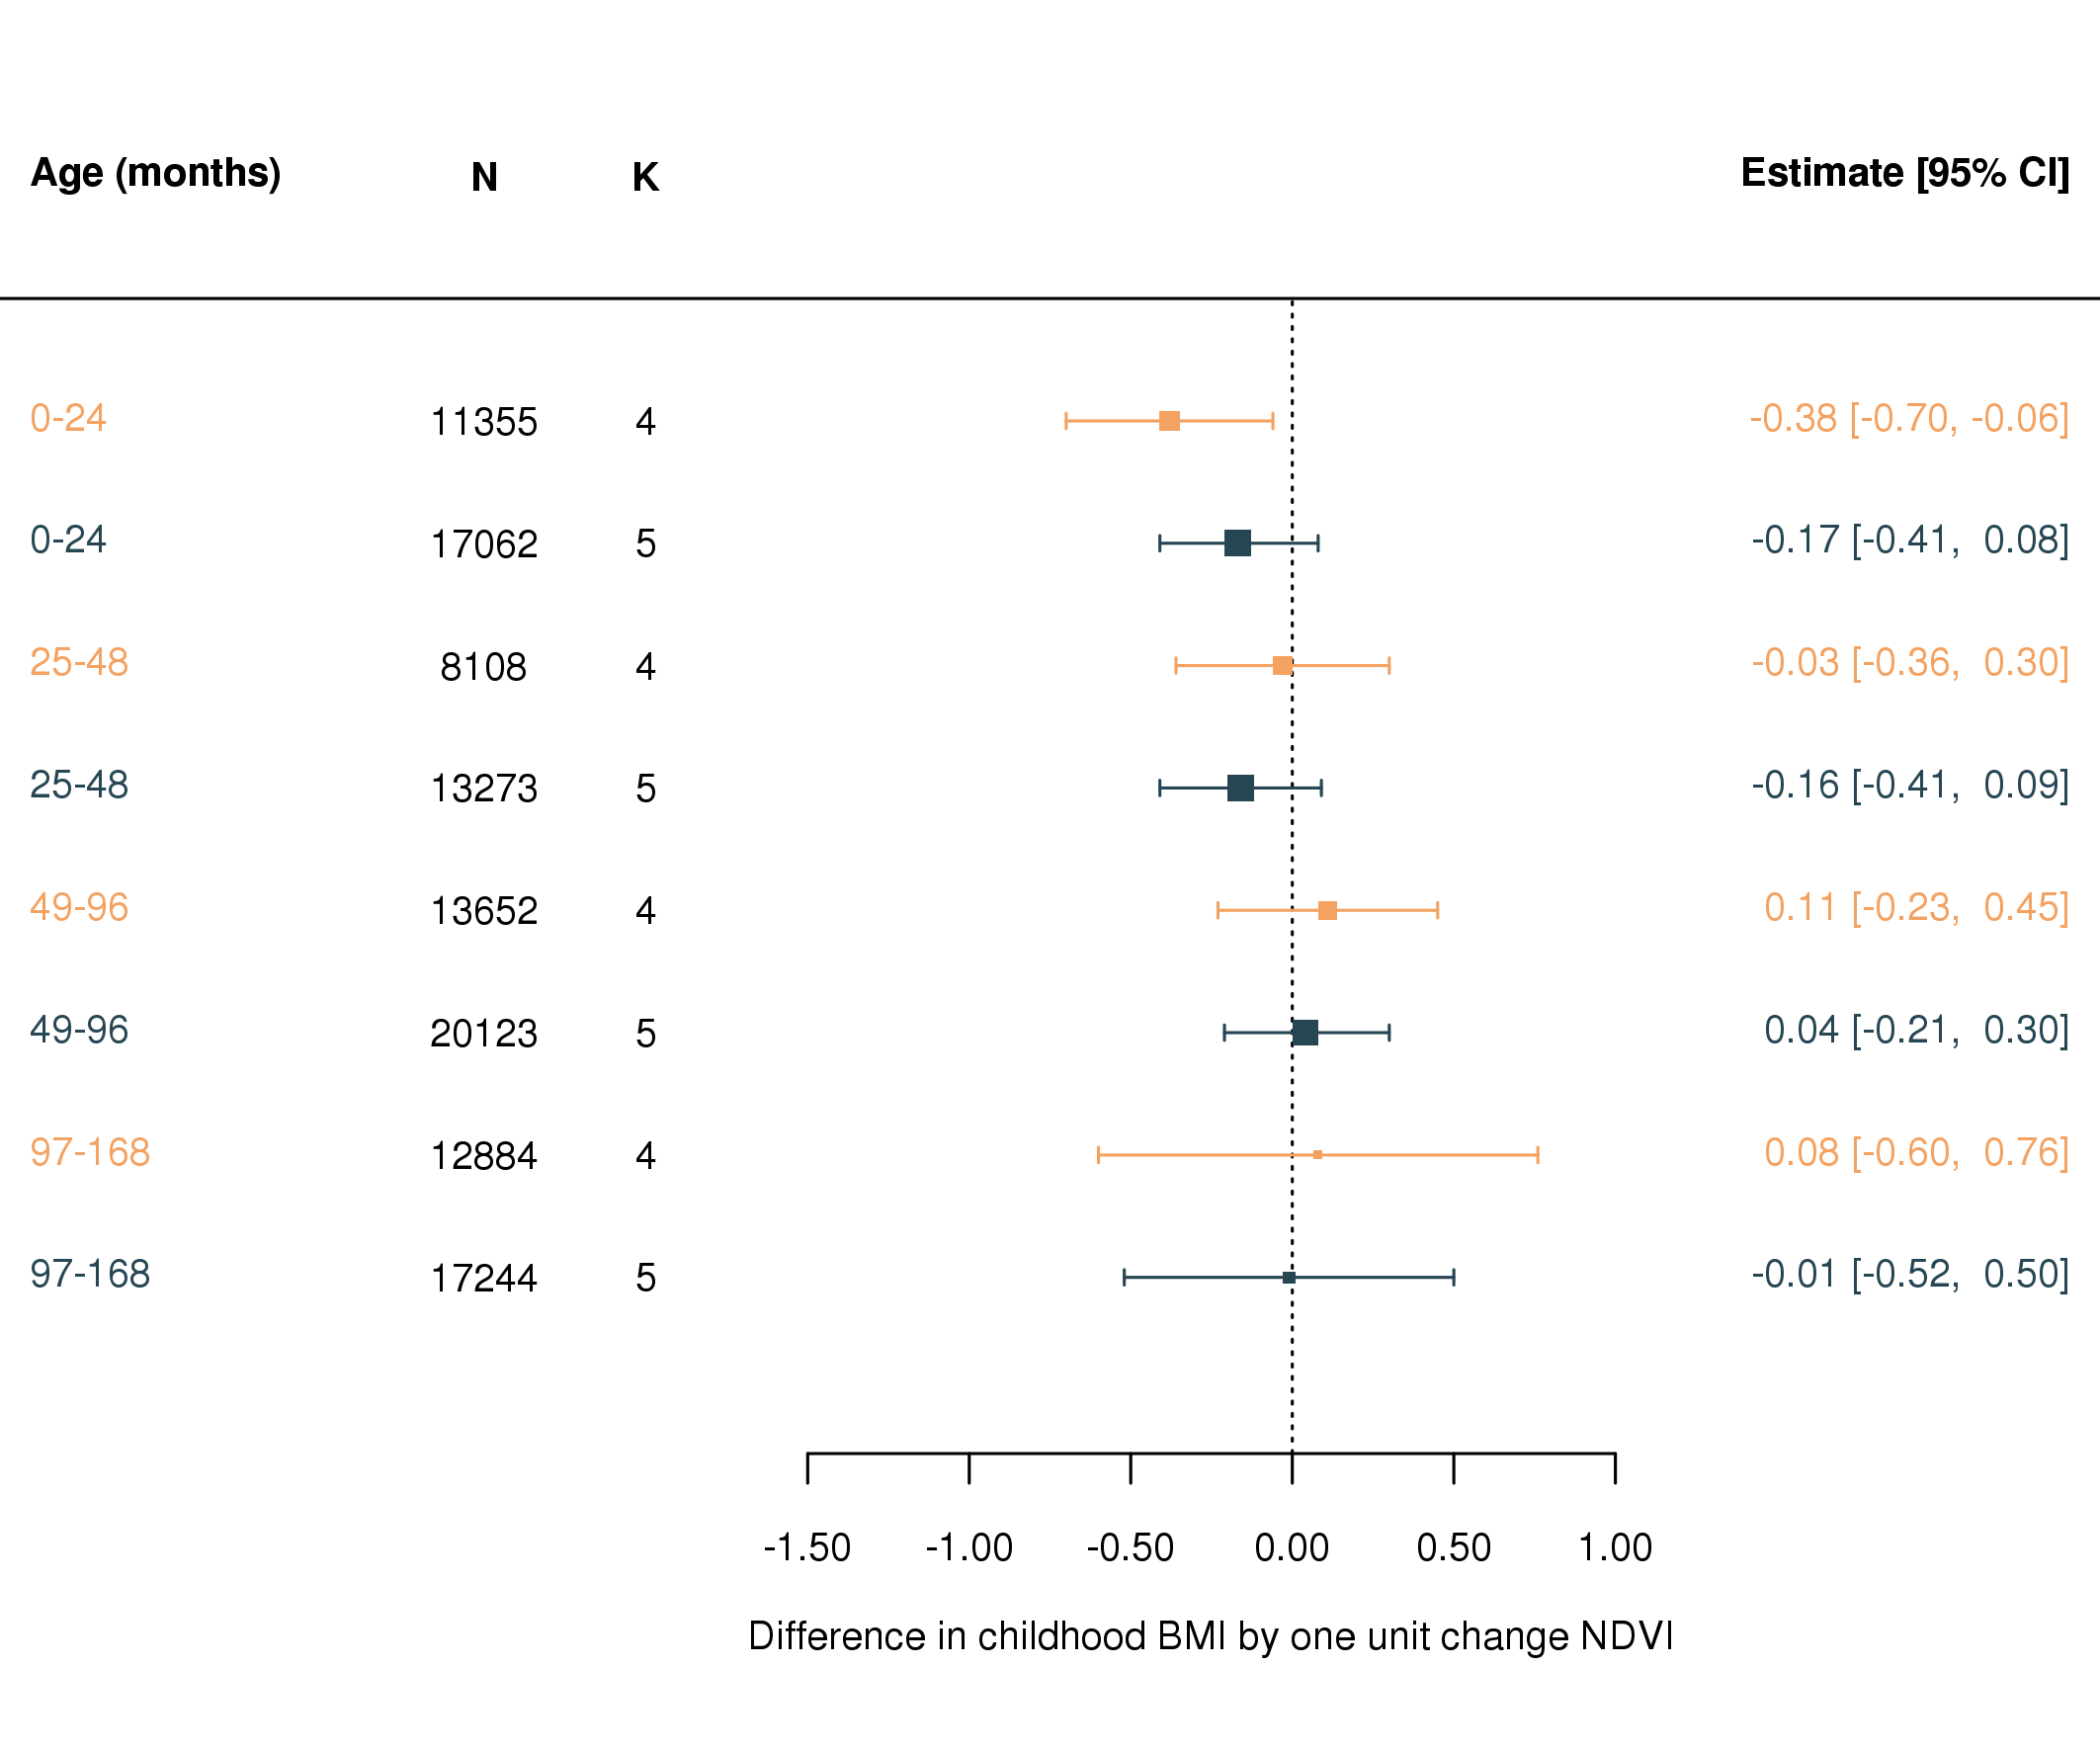 Age (months) N K Estimate [95% CI]
0-24 11355 4 -0.38 [-0.70, -0.06]
0-24 17062 5 -0.17 [-0.41, 0.08]
25-48 8108 4 -0.03 [-0.36, 0.30]
25-48 13273 5 -0.16 [-0.41, 0.09]
49-96 13652 4 0.11 [-0.23, 0.45]
49-96 20123 5 0.04 [-0.21, 0.30]
97-168 12884 4 0.08 [-0.60, 0.76]
97-168 17244 5 -0.01 [-0.52, 0.50]
-1.50 -1.00 -0.50 0.00 0.50 1.00
Difference in childhood BMI by one unit change NDVI